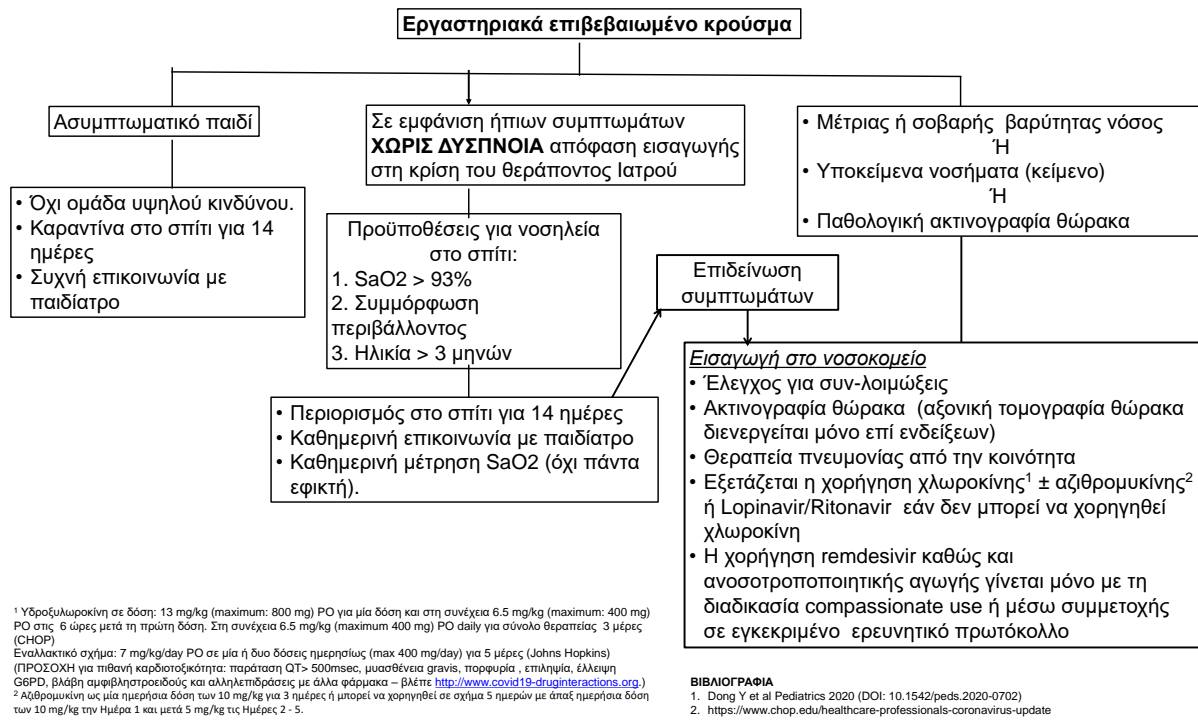 Εργαστηριακά επιβεβαιωμένο κρούσμα
Ασυμπτωματικό παιδί
• Όχι ομάδα υψηλού κινδύνου.
• Καραντίνα στο σπίτι για 14
ημέρες
• Συχνή επικοινωνία με
παιδίατρο
Σε εμφάνιση ήπιων συμπτωμάτων
ΧΩΡΙΣ ΔΥΣΠΝΟΙΑ απόφαση εισαγωγής
στη κρίση του θεράποντος Ιατρού
Προϋποθέσεις για νοσηλεία
στο σπίτι:
1. SaO2 > 93%
2. Συμμόρφωση
περιβάλλοντος
3. Ηλικία > 3 μηνών
• Περιορισμός στο σπίτι για 14 ημέρες
• Καθημερινή επικοινωνία με παιδίατρο
• Καθημερινή μέτρηση SaO2 (όχι πάντα
εφικτή).
Επιδείνωση
συμπτωμάτων
• Μέτριας ή σοβαρής βαρύτητας νόσος
Ή
• Υποκείμενα νοσήματα (κείμενο)
Ή
• Παθολογική ακτινογραφία θώρακα
Εισαγωγή στο νοσοκομείο
• Έλεγχος για συν-λοιμώξεις
• Ακτινογραφία θώρακα (αξονική τομογραφία θώρακα
διενεργείται μόνο επί ενδείξεων)
• Θεραπεία πνευμονίας από την κοινότητα
• Εξετάζεται η χορήγηση χλωροκίνης¹ ± αζιθρομυκίνης²
ή Lopinavir/Ritonavir εάν δεν μπορεί να χορηγηθεί
χλωροκίνη
• Η χορήγηση remdesivir καθώς και
ανοσοτροποποιητικής αγωγής γίνεται μόνο με τη
διαδικασία compassionate use ή μέσω συμμετοχής
σε εγκεκριμένο ερευνητικό πρωτόκολλο
¹ Υδροξυλωροκίνη σε δόση: 13 mg/kg (maximum: 800 mg) PO για μία δόση και στη συνέχεια 6.5 mg/kg (maximum: 400 mg)
PO στις 6 ώρες μετά τη πρώτη δόση. Στη συνέχεια 6.5 mg/kg (maximum 400 mg) PO daily για σύνολο θεραπείας 3 μέρες
(CHOP)
Εναλλακτικό σχήμα: 7 mg/kg/day PO σε μία ή δυο δόσεις ημερησίως (max 400 mg/day) για 5 μέρες (Johns Hopkins)
(ΠΡΟΣΟΧΗ για πιθανή καρδιοτοξικότητα: παράταση QT> 500msec, μυασθένεια gravis, πορφυρία , επιληψία, έλλειψη
G6PD, βλάβη αμφιβληστροειδούς και αλληλεπιδράσεις με άλλα φάρμακα – βλέπε http://www.covid19-druginteractions.org.)
² Αζιθρομυκίνη ως μία ημερήσια δόση των 10 mg/kg για 3 ημέρες ή μπορεί να χορηγηθεί σε σχήμα 5 ημερών με άπαξ ημερήσια δόση
των 10 mg/kg την Ημέρα 1 και μετά 5 mg/kg τις Ημέρες 2 - 5.
ΒΙΒΛΙΟΓΡΑΦΙΑ
1. Dong Y et al Pediatrics 2020 (DOI: 10.1542/peds.2020-0702)
2. https://www.chop.edu/healthcare-professionals-coronavirus-update